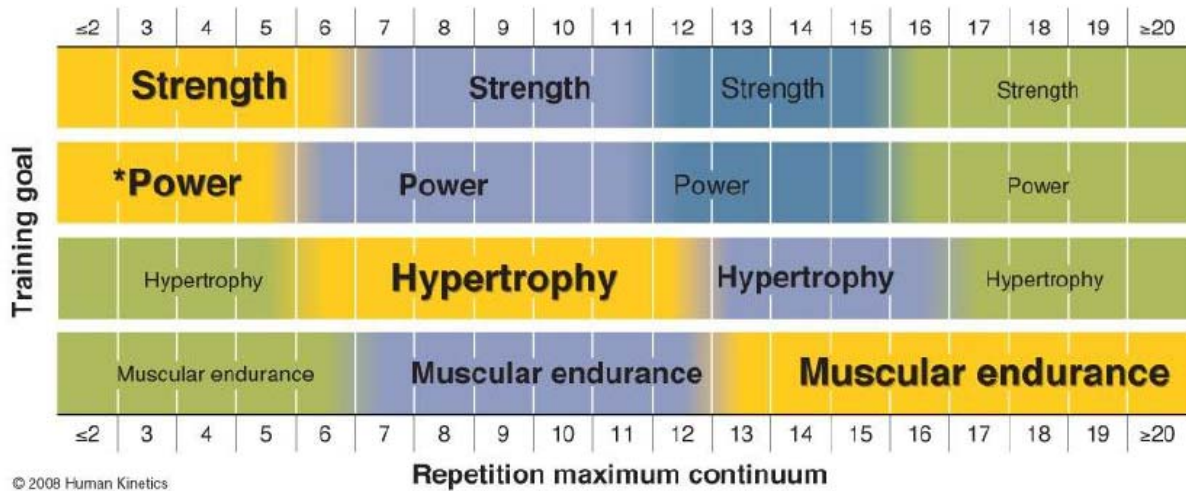 ≤2 3 4 5 6 7 8 9 10 11 12 13 14 15 16 17 18 19 ≥20
Training goal
Strength Strength Strength Strength
*Power Power Power Power
Hypertrophy Hypertrophy Hypertrophy Hypertrophy
Muscular endurance Muscular endurance Muscular endurance
≤2 3 4 5 6 7 8 9 10 11 12 13 14 15 16 17 18 19 ≥20
Repetition maximum continuum
© 2008 Human Kinetics